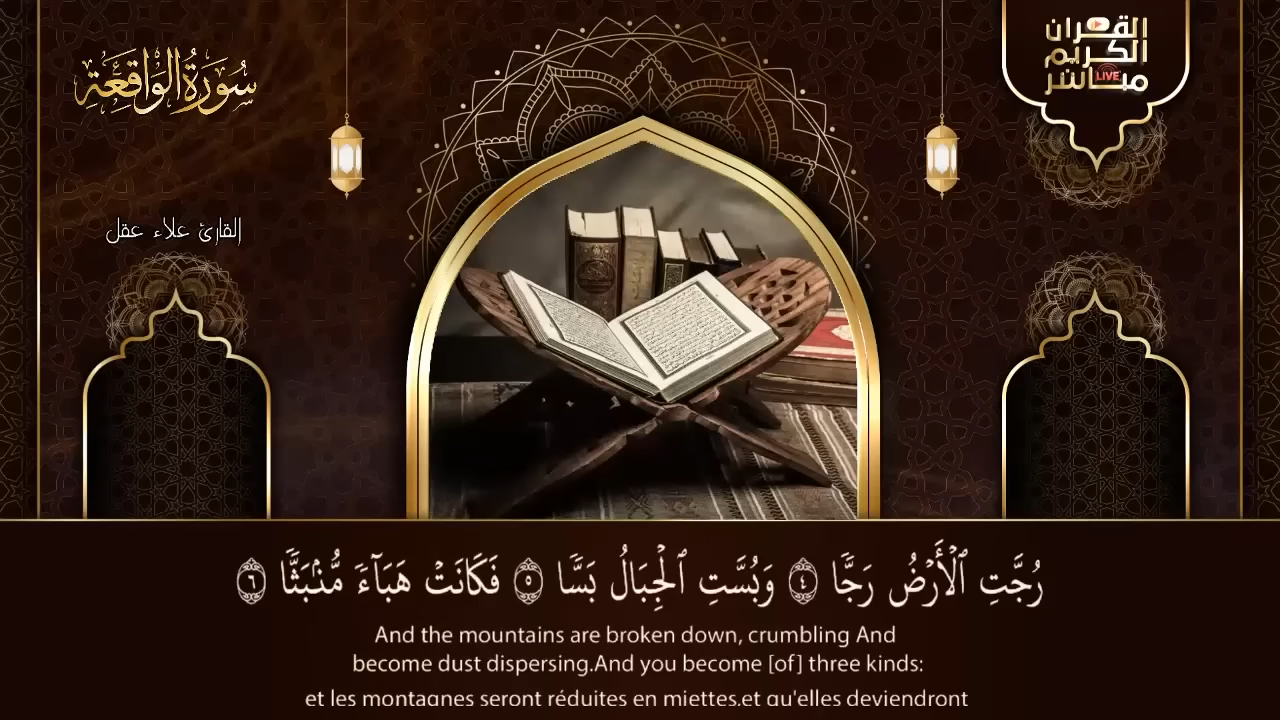 سُورَةُ الوَاقِعَةِ
القرآن
الكريم
مباشر
LIVE
القارئ علاء عقل
رُجَّتِ ٱلۡأَرۡضُ رَجّٗا ٤ وَبُسَّتِ ٱلۡجِبَالُ بَسّٗا ٥ فَكَانَتۡ هَبَآءٗ مُّنۢبَثّٗا ٦
And the mountains are broken down, crumbling And
become dust dispersing.And you become [of] three kinds:
et les montagnes seront réduites en miettes.et qu'elles deviendront